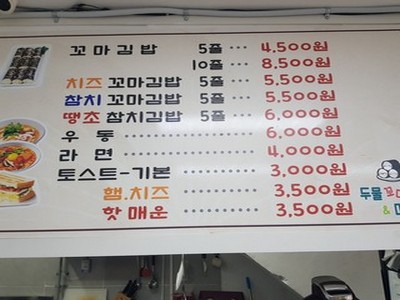 꼬마김밥 5줄 ··· 4.500원
10줄 ··· 8.500원
치즈 꼬마김밥 5줄 ··· 5.500원
참치 꼬마김밥 5줄 ··· 5.500원
땡초 참치김밥 5줄 ··· 6.000원
우동 ··············· 6.000원
라면 ··············· 4,000원
토스트-기본 ··········· 3,000원
햄.치즈 ··········· 3,500원
핫매운 ··········· 3,500원
두물
&